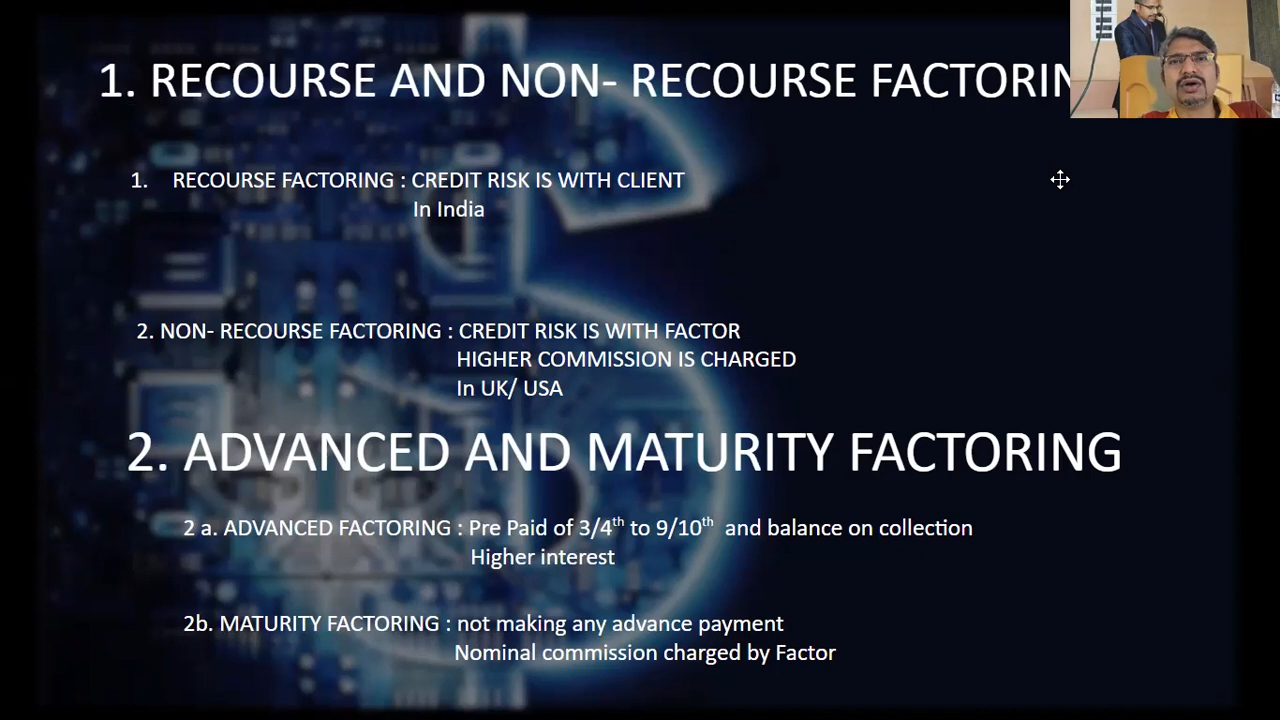 1. RECOURSE AND NON- RECOURSE FACTORIN
1. RECOURSE FACTORING : CREDIT RISK IS WITH CLIENT
In India
2. NON- RECOURSE FACTORING : CREDIT RISK IS WITH FACTOR
HIGHER COMMISSION IS CHARGED
In UK/ USA
2. ADVANCED AND MATURITY FACTORING
2 a. ADVANCED FACTORING : Pre Paid of 3/4th to 9/10th and balance on collection
Higher interest
2b. MATURITY FACTORING : not making any advance payment
Nominal commission charged by Factor